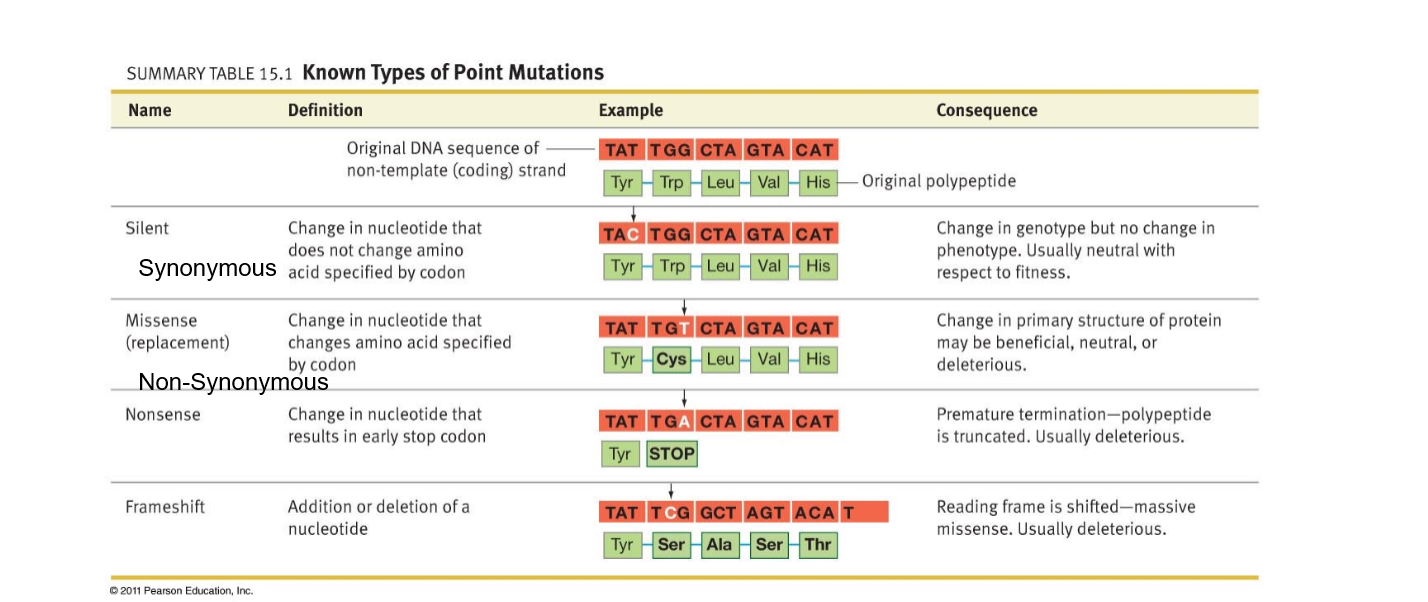 SUMMARY TABLE 15.1 Known Types of Point Mutations
Name Definition Example Consequence
Original DNA sequence of
non-template (coding) strand
TAT TGG CTA GTA CAT
Tyr Trp Leu Val His Original polypeptide
Silent
Synonymous
Change in nucleotide that
does not change amino
acid specified by codon
TAC TGG CTA GTA CAT
Tyr Trp Leu Val His
Change in genotype but no change in
phenotype. Usually neutral with
respect to fitness.
Missense
(replacement)
Non-Synonymous
Change in nucleotide that
changes amino acid specified
by codon
TAT TGT CTA GTA CAT
Tyr Cys Leu Val His
Change in primary structure of protein
may be beneficial, neutral, or
deleterious.
Nonsense
Change in nucleotide that
results in early stop codon
TAT TGA CTA GTA CAT
Tyr STOP
Premature termination—polypeptide
is truncated. Usually deleterious.
Frameshift
Addition or deletion of a
nucleotide
TAT TCG GCT AGT ACA T
Tyr Ser Ala Ser Thr
Reading frame is shifted—massive
missense. Usually deleterious.
© 2011 Pearson Education, Inc.